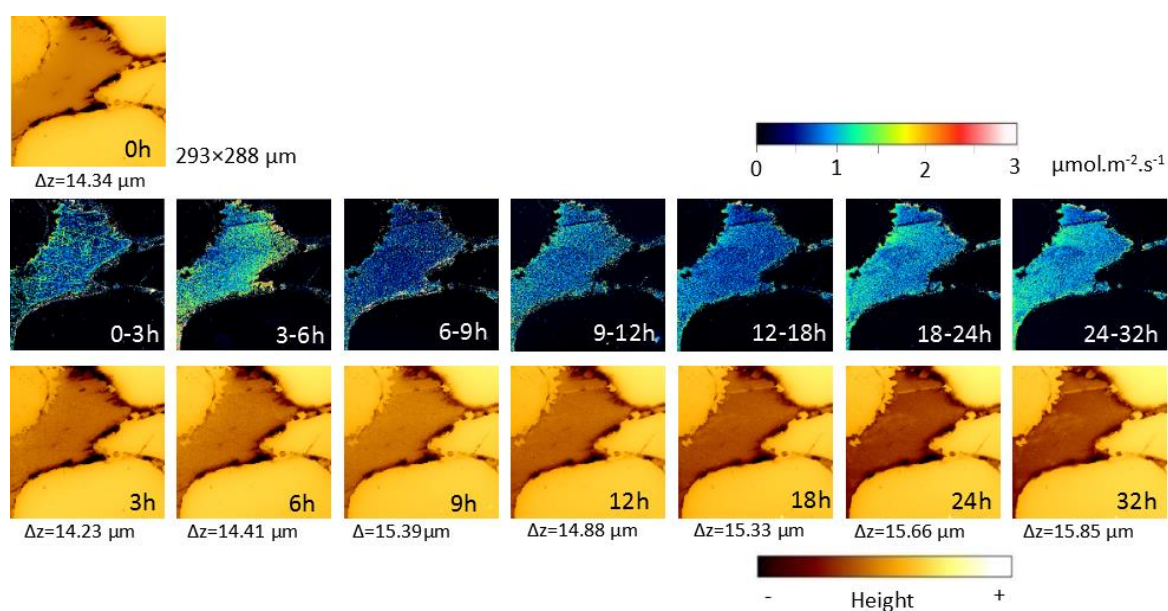 0h
293×288 µm
Δz=14.34 µm
0 1 2 3 µmol.m⁻².s⁻¹
0-3h 3-6h 6-9h 9-12h 12-18h 18-24h 24-32h
3h 6h 9h 12h 18h 24h 32h
Δz=14.23 µm Δz=14.41 µm Δ=15.39µm Δz=14.88 µm Δz=15.33 µm Δz=15.66 µm Δz=15.85 µm
- Height +